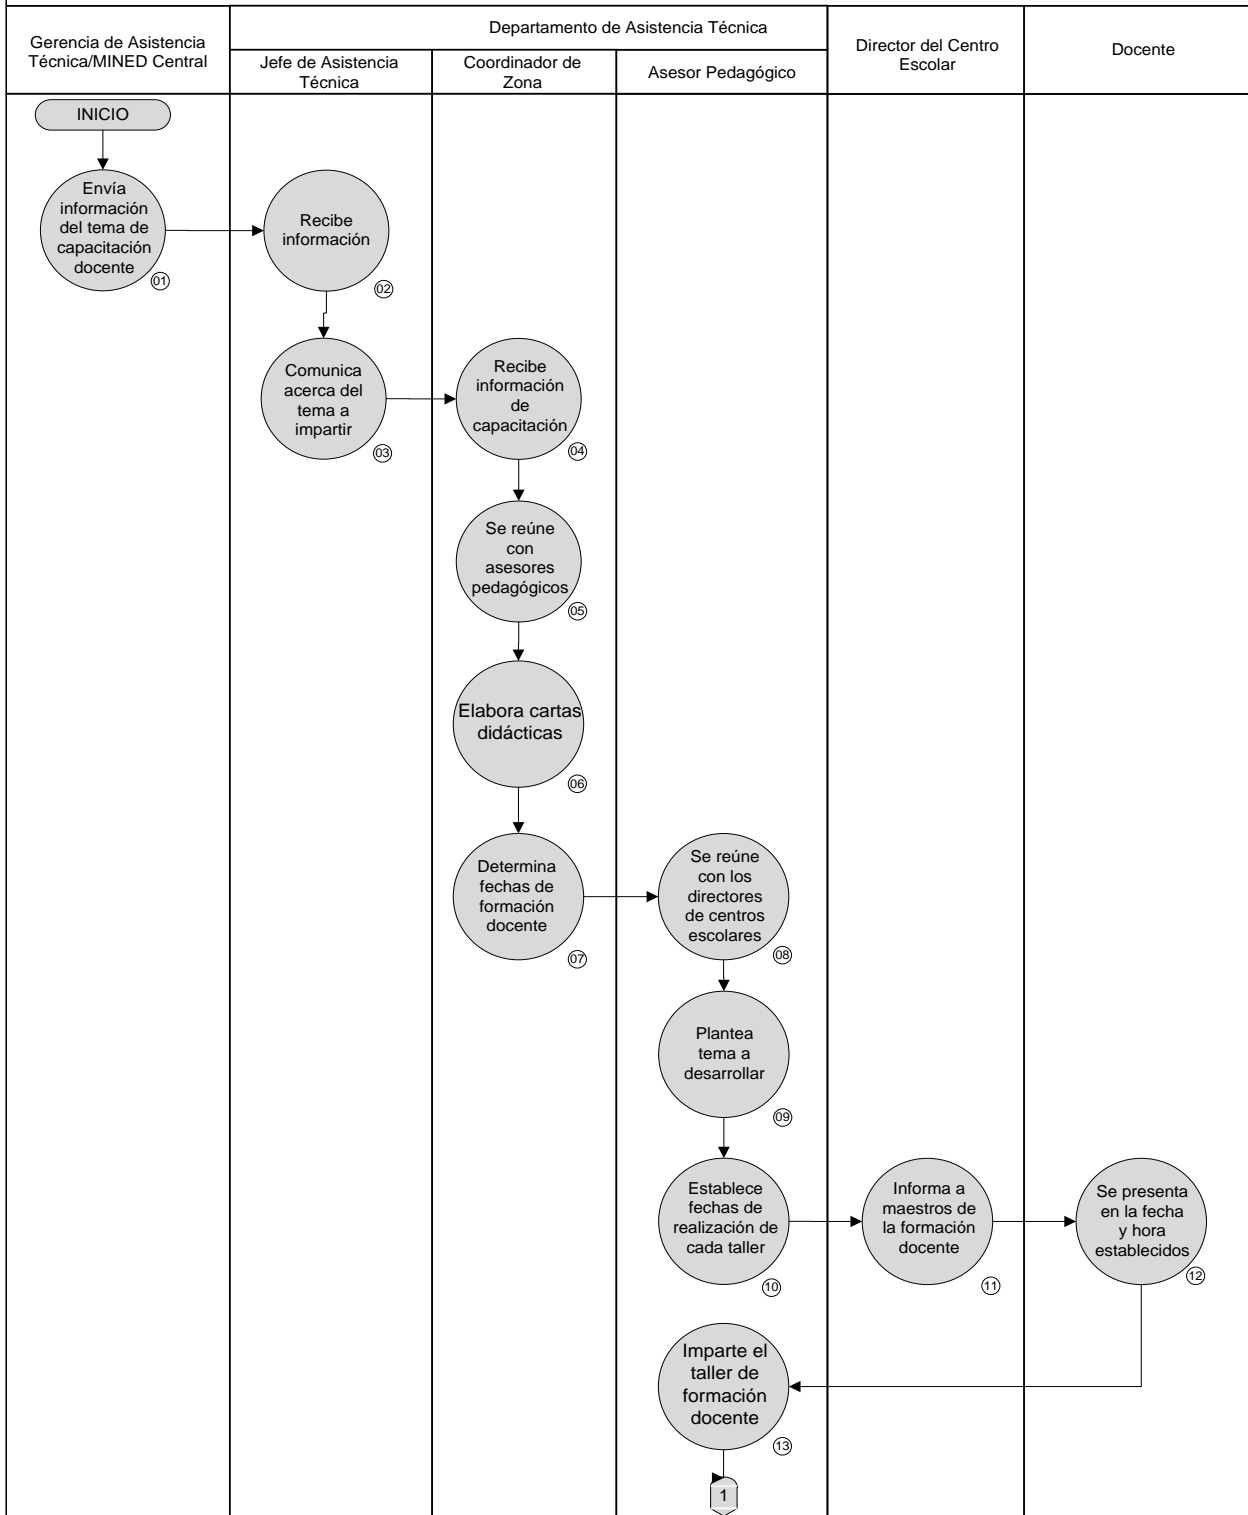 Gerencia de Asistencia
Técnica/MINED Central
Departamento de Asistencia Técnica
Jefe de Asistencia
Técnica
Coordinador de
Zona
Asesor Pedagógico
Director del Centro
Escolar
Docente
INICIO
Envía
información
del tema de
capacitación
docente
01
Recibe
información
02
Comunica
acerca del
tema a
impartir
03
Recibe
información
de
capacitación
04
Se reúne
con
asesores
pedagógicos
05
Elabora cartas
didácticas
06
Determina
fechas de
formación
docente
07
Se reúne
con los
directores
de centros
escolares
08
Plantea
tema a
desarrollar
09
Establece
fechas de
realización de
cada taller
10
Informa a
maestros de
la formación
docente
11
Se presenta
en la fecha
y hora
establecidos
12
Imparte el
taller de
formación
docente
13
1